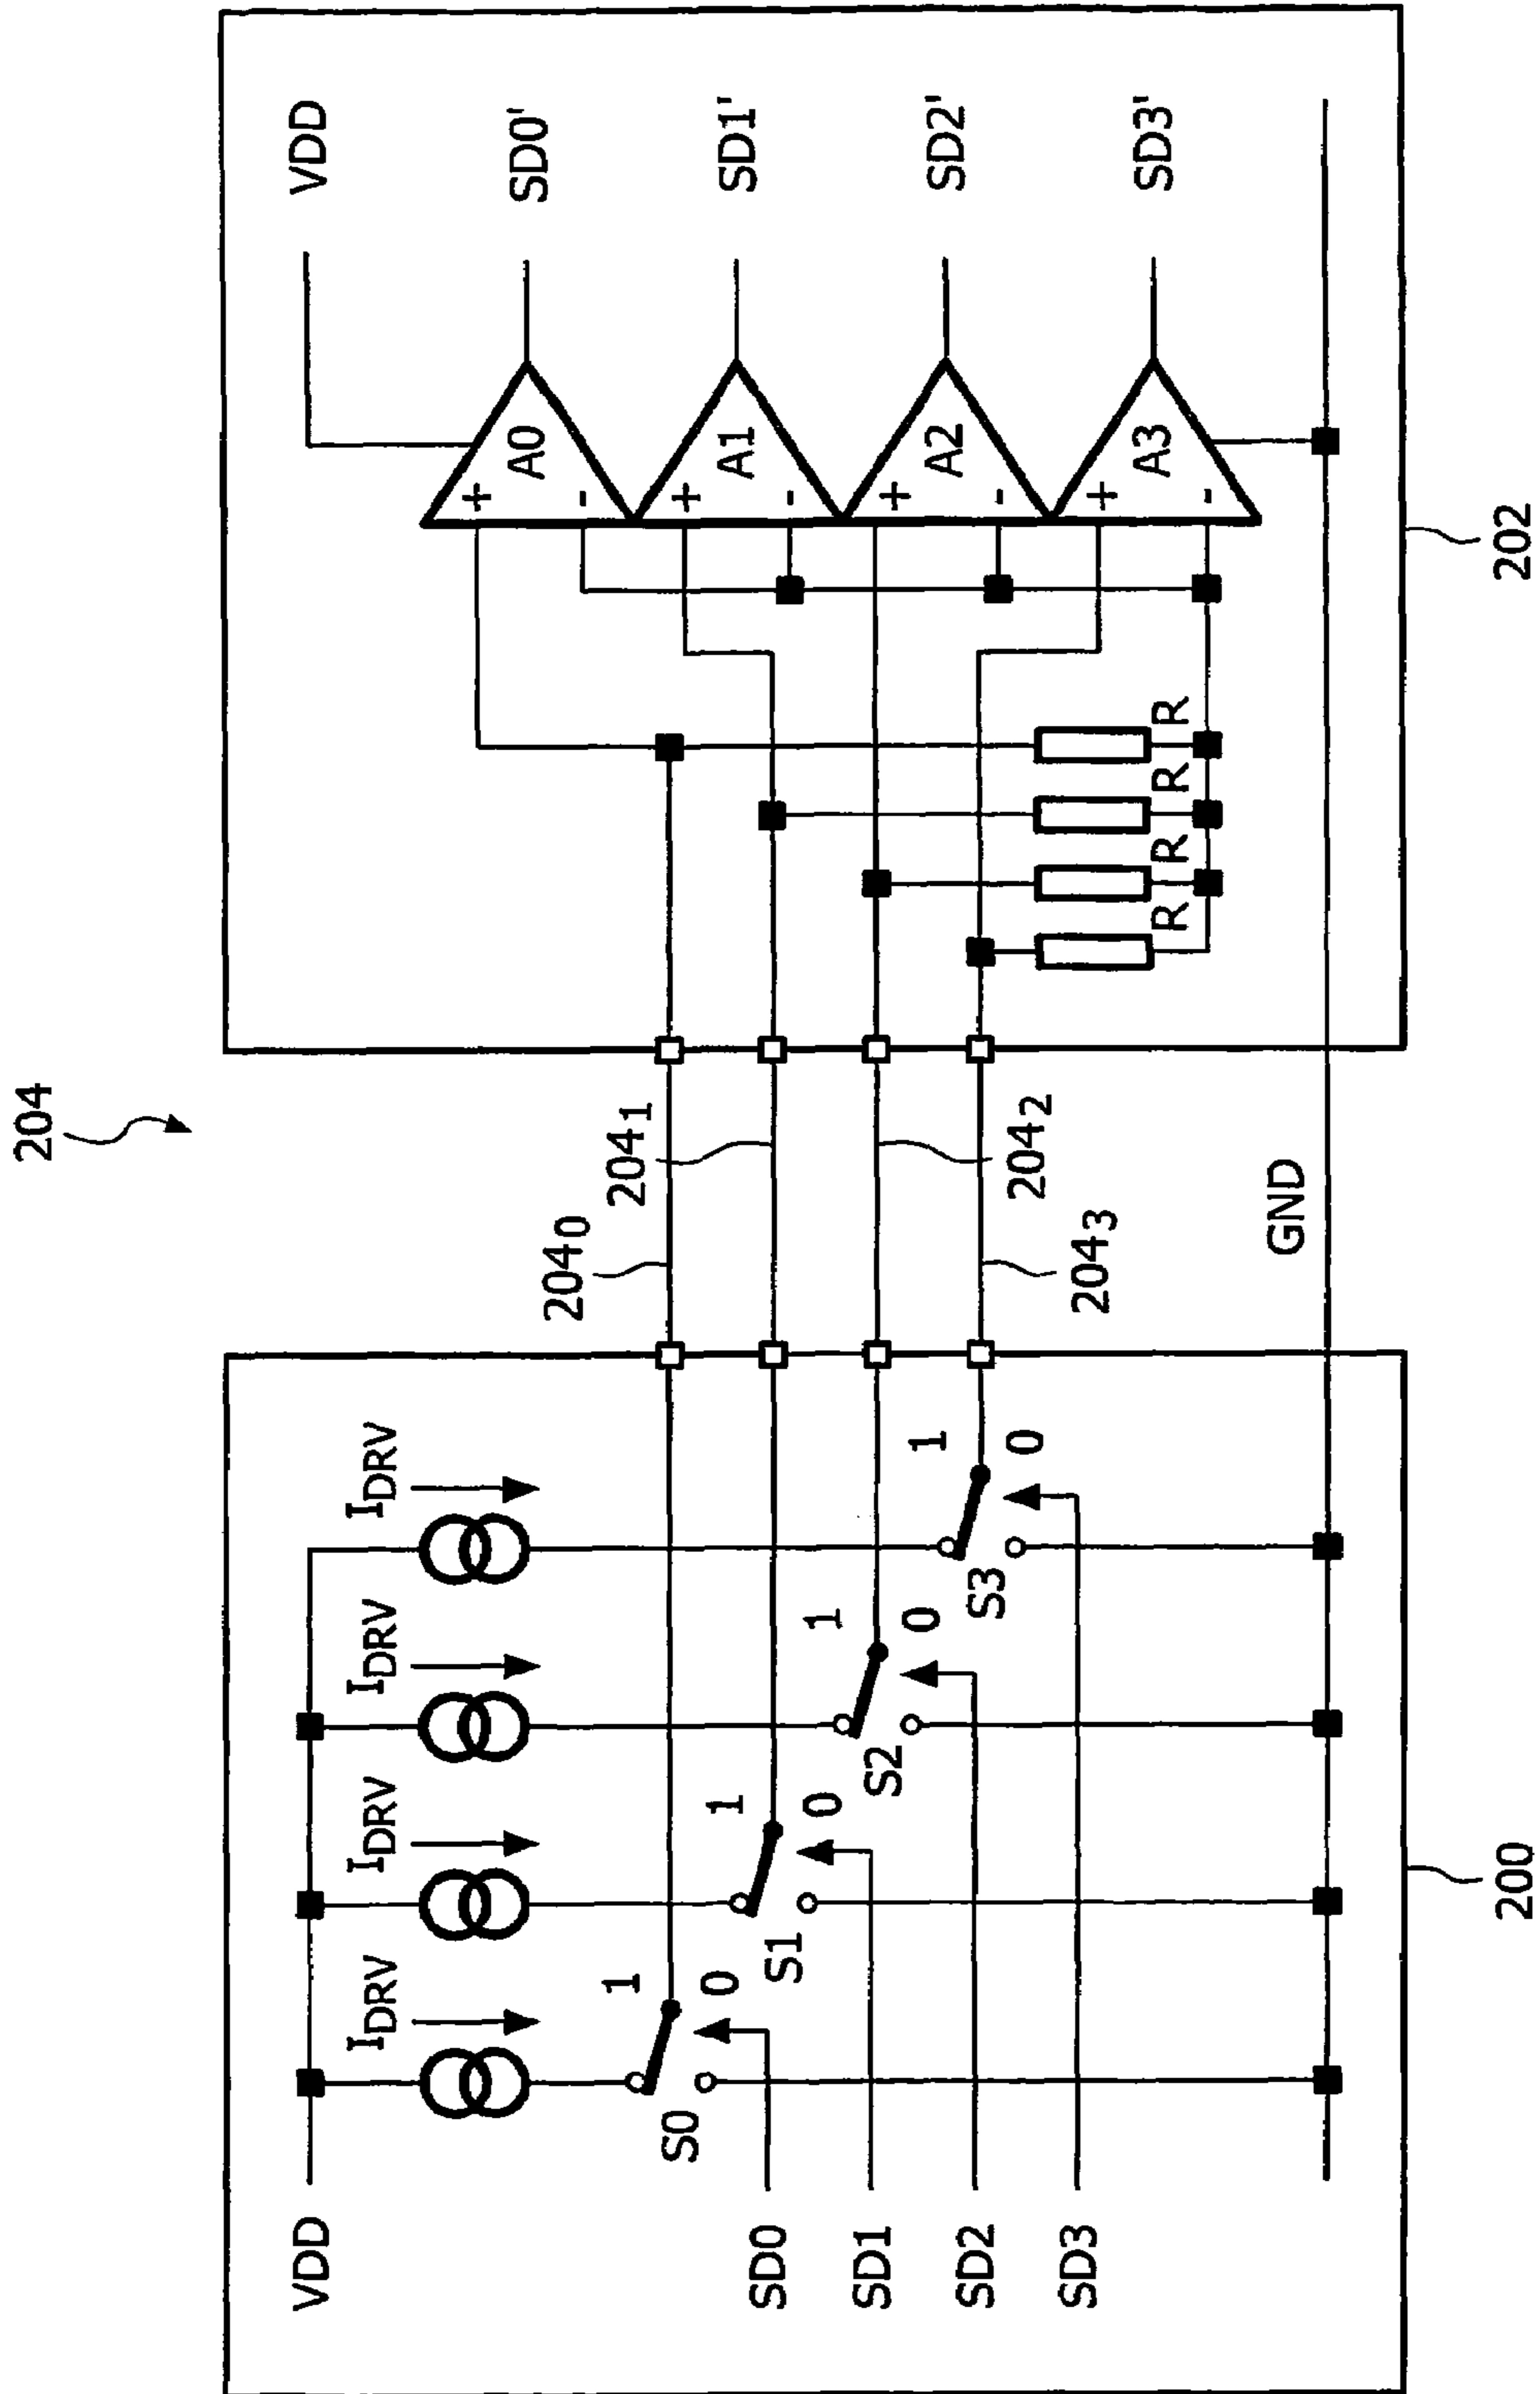 204
VDD
I_DRV
I_DRV
I_DRV
I_DRV
1
0
S0
1
0
S1
1
0
S2
1
0
S3
SD0
SD1
SD2
SD3
200
204₀
204₁
204₂
204₃
GND
VDD
SD0'
SD1'
SD2'
SD3'
A0
+
-
A1
+
-
A2
+
-
A3
+
-
R
R
R
R
202